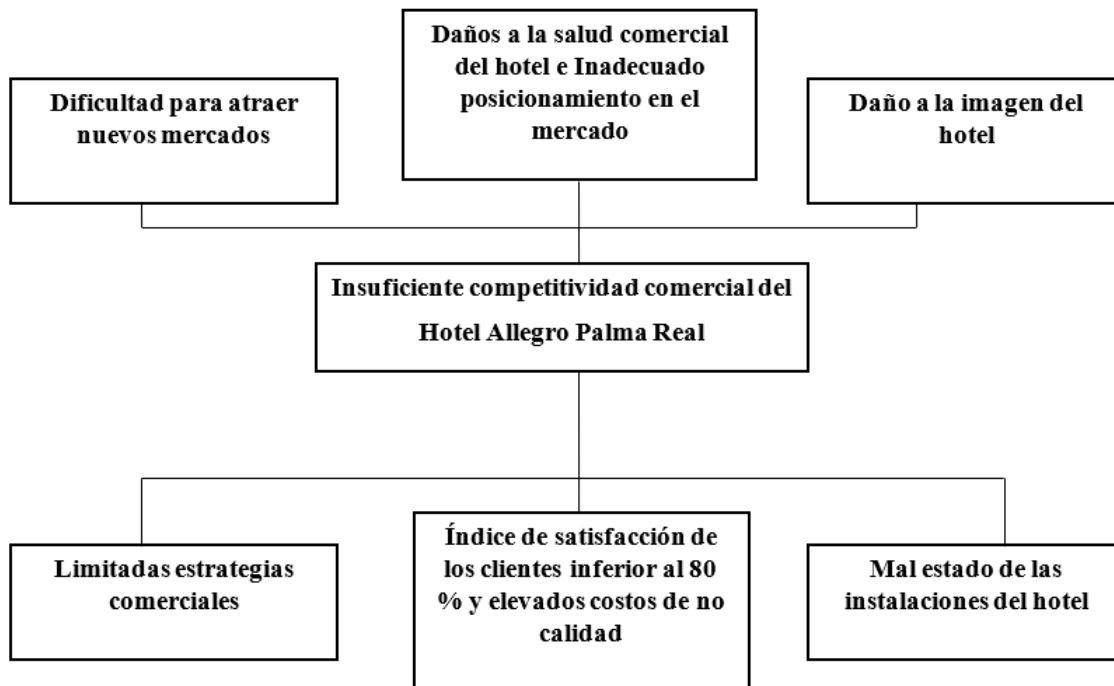 Dificultad para atraer
nuevos mercados
Daños a la salud comercial
del hotel e Inadecuado
posicionamiento en el
mercado
Daño a la imagen del
hotel
Insuficiente competitividad comercial del
Hotel Allegro Palma Real
Limitadas estrategias
comerciales
Índice de satisfacción de
los clientes inferior al 80
% y elevados costos de no
calidad
Mal estado de las
instalaciones del hotel